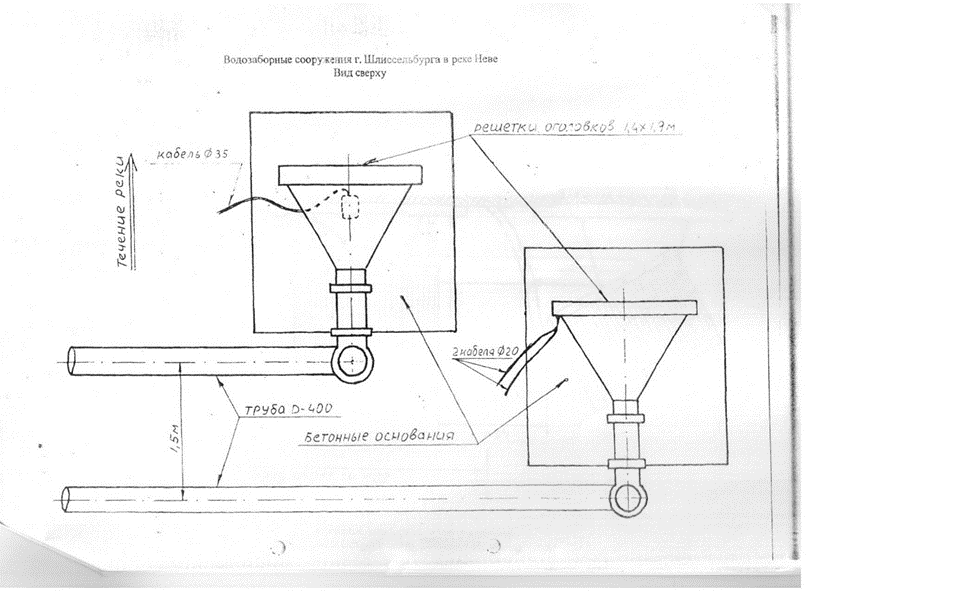 Водозаборные сооружения г. Шлиссельбурга в реке Неве
Вид сверху
решетки оголовков 1,4х1,9м
кабель Ф35
Течение реки
2 кабеля Ф20
труба D-400
Бетонные основания
1,5м